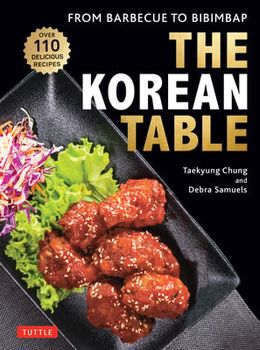 FROM BARBECUE TO BIBIMBAP
OVER
110
DELICIOUS
RECIPES
THE
KOREAN
TABLE
Taekyung Chung
and
Debra Samuels
TUTTLE